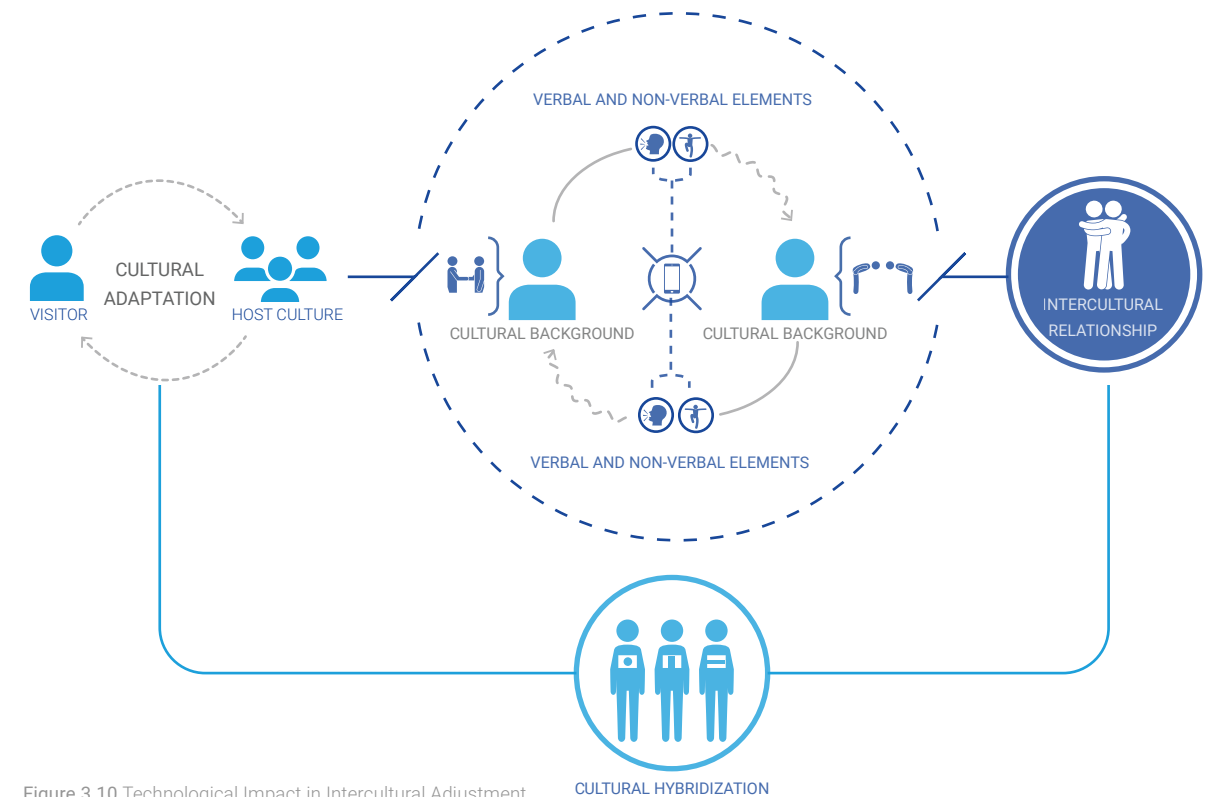 VERBAL AND NON-VERBAL ELEMENTS
CULTURAL
ADAPTATION
VISITOR
HOST CULTURE
CULTURAL BACKGROUND
CULTURAL BACKGROUND
INTERCULTURAL
RELATIONSHIP
VERBAL AND NON-VERBAL ELEMENTS
CULTURAL HYBRIDIZATION
Figure 3.10 Technological Impact in Intercultural Adjustment